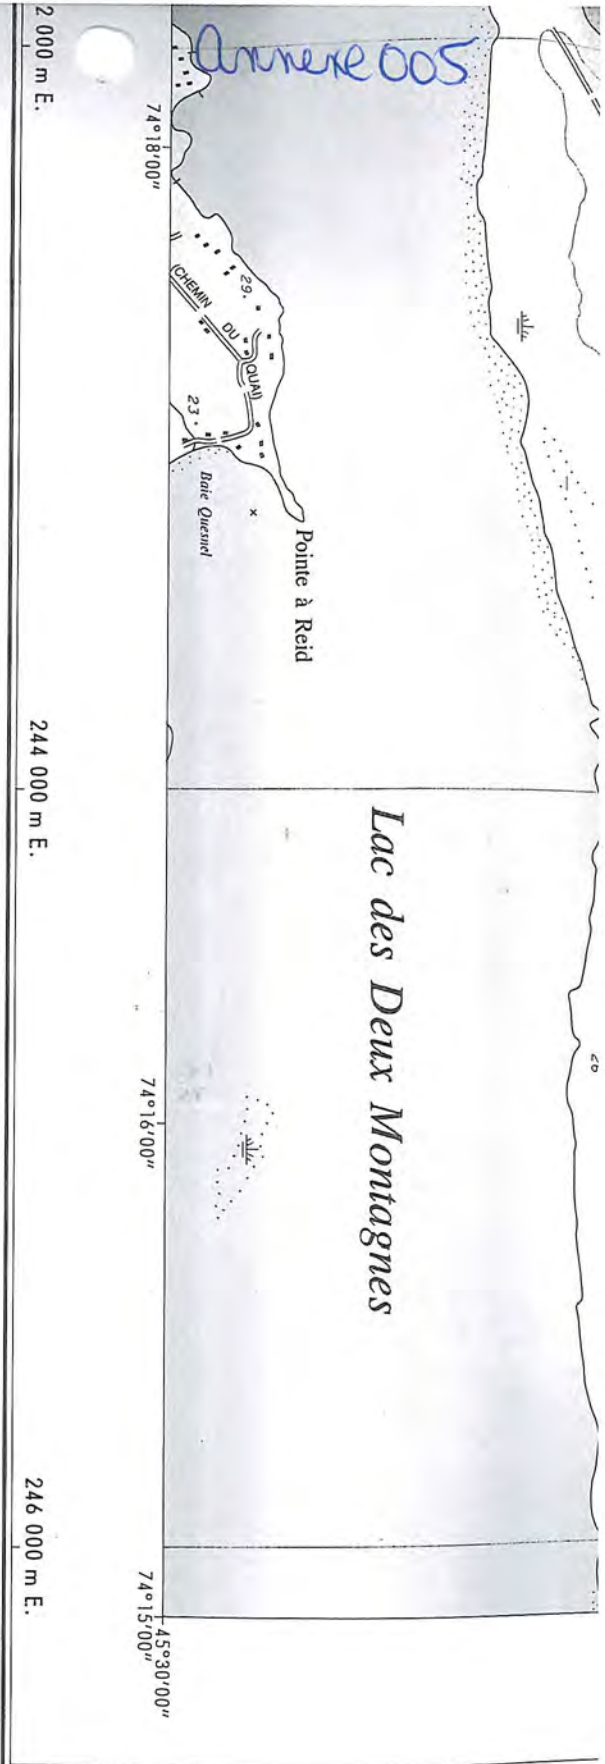 annexe 005
26
29.
(CHEMIN
DU
QUAI)
23 .
Pointe à Reid
Baie Quesnel
Lac des Deux Montagnes
74°18'00"
74°16'00"
74°15'00"
45°30'00"
2 000 m E.
244 000 m E.
246 000 m E.